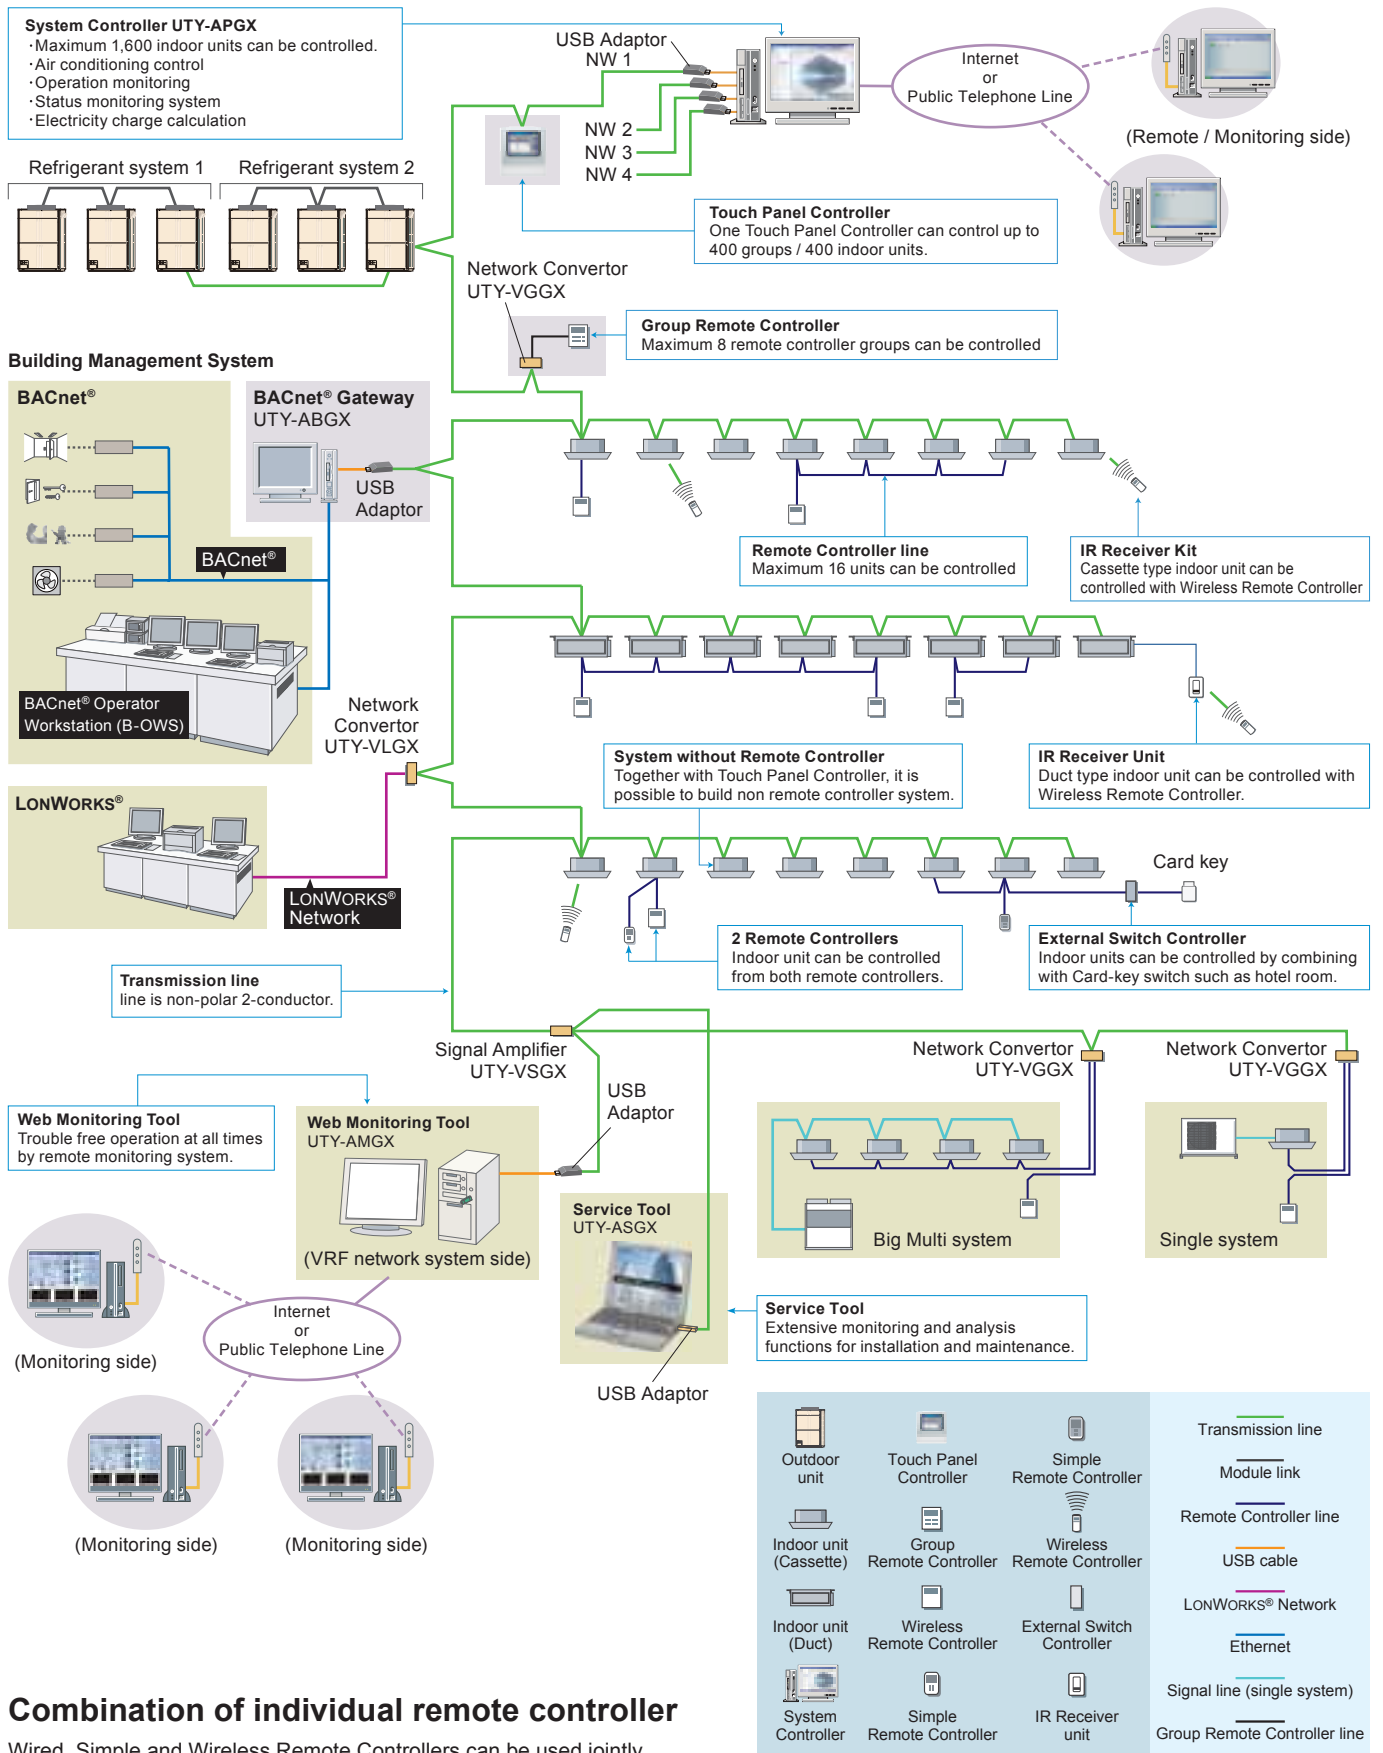 System Controller UTY-APGX
・Maximum 1,600 indoor units can be controlled.
・Air conditioning control
・Operation monitoring
・Status monitoring system
・Electricity charge calculation
USB Adaptor
NW 1
NW 2
NW 3
NW 4
Internet
or
Public Telephone Line
(Remote / Monitoring side)
Refrigerant system 1
Refrigerant system 2
Touch Panel Controller
One Touch Panel Controller can control up to
400 groups / 400 indoor units.
Network Convertor
UTY-VGGX
Group Remote Controller
Maximum 8 remote controller groups can be controlled
Building Management System
BACnet®
BACnet® Gateway
UTY-ABGX
USB
Adaptor
BACnet®
BACnet® Operator
Workstation (B-OWS)
Remote Controller line
Maximum 16 units can be controlled
IR Receiver Kit
Cassette type indoor unit can be
controlled with Wireless Remote Controller
Network
Convertor
UTY-VLGX
System without Remote Controller
Together with Touch Panel Controller, it is
possible to build non remote controller system.
IR Receiver Unit
Duct type indoor unit can be controlled with
Wireless Remote Controller.
LONWORKS®
LONWORKS®
Network
Card key
2 Remote Controllers
Indoor unit can be controlled
from both remote controllers.
External Switch Controller
Indoor units can be controlled by combining
with Card-key switch such as hotel room.
Transmission line
line is non-polar 2-conductor.
Signal Amplifier
UTY-VSGX
Network Convertor
UTY-VGGX
Network Convertor
UTY-VGGX
Web Monitoring Tool
Trouble free operation at all times
by remote monitoring system.
Web Monitoring Tool
UTY-AMGX
(VRF network system side)
USB
Adaptor
Service Tool
UTY-ASGX
USB Adaptor
Big Multi system
Single system
Service Tool
Extensive monitoring and analysis
functions for installation and maintenance.
Internet
or
Public Telephone Line
(Monitoring side)
(Monitoring side)
(Monitoring side)
Outdoor
unit
Touch Panel
Controller
Simple
Remote Controller
Indoor unit
(Cassette)
Group
Remote Controller
Wireless
Remote Controller
Indoor unit
(Duct)
Wireless
Remote Controller
External Switch
Controller
System
Controller
Simple
Remote Controller
IR Receiver
unit
Transmission line
Module link
Remote Controller line
USB cable
LONWORKS® Network
Ethernet
Signal line (single system)
Group Remote Controller line
Combination of individual remote controller
Wired, Simple and Wireless Remote Controllers can be used jointly